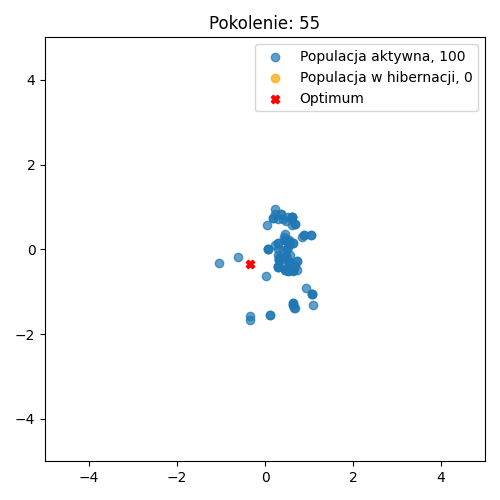 Pokolenie: 55
Populacja aktywna, 100
Populacja w hibernacji, 0
Optimum
4
2
0
−2
−4
−4 −2 0 2 4